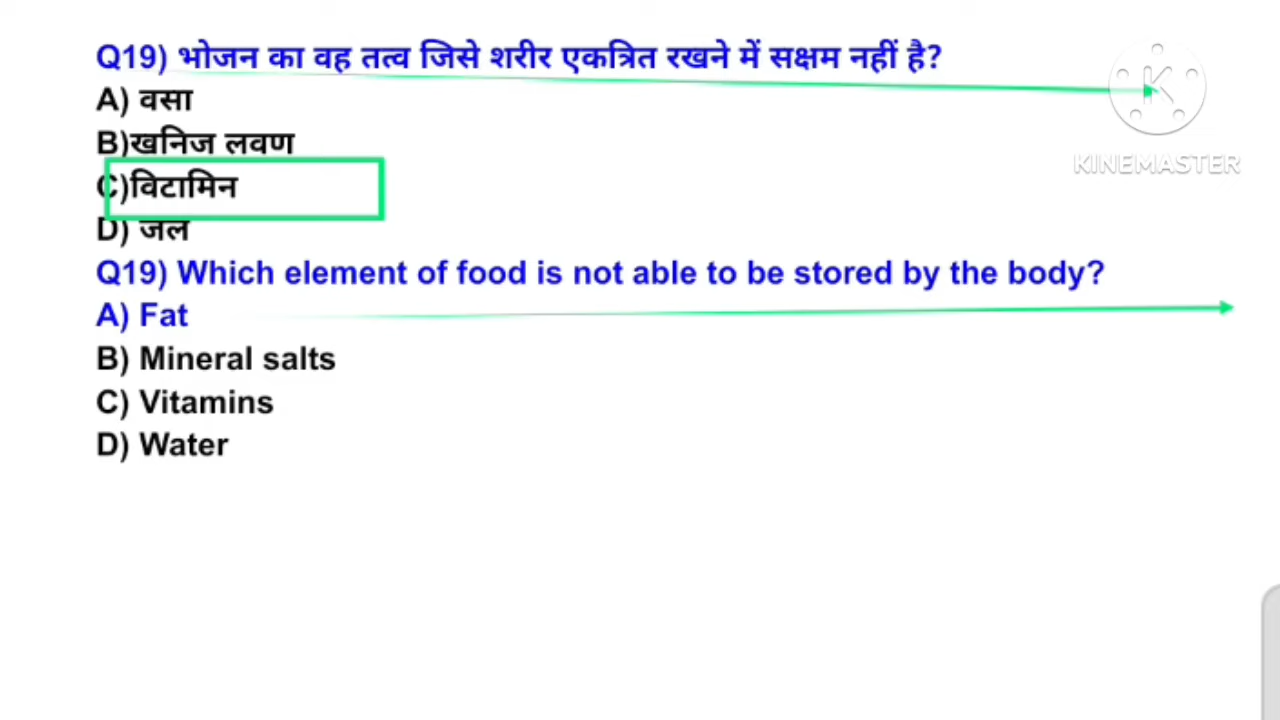 Q19) भोजन का वह तत्व जिसे शरीर एकत्रित रखने में सक्षम नहीं है?
A) वसा
B)खनिज लवण
C)विटामिन
D) जल
Q19) Which element of food is not able to be stored by the body?
A) Fat
B) Mineral salts
C) Vitamins
D) Water
K
KINEMASTER